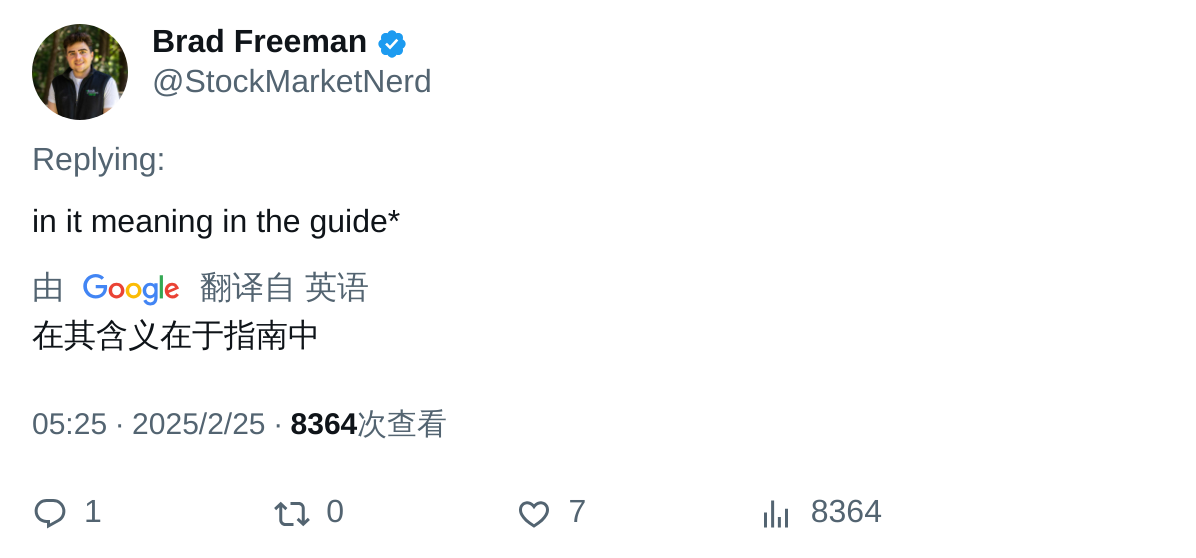 Brad Freeman
@StockMarketNerd
Replying:
in it meaning in the guide*
由 Google 翻译自 英语
在其含义在于指南中
05:25 · 2025/2/25 · 8364次查看
1 0 7 8364